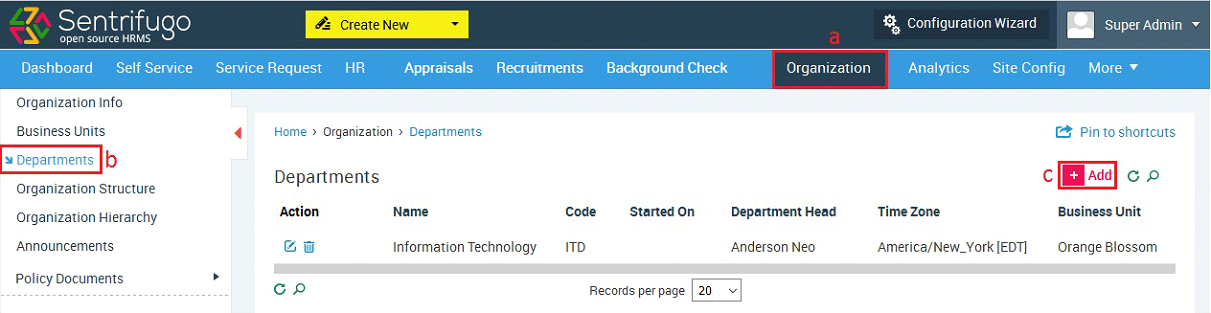 Sentrifugo
open source HRMS
Create New
Configuration Wizard
Super Admin
a
Dashboard Self Service Service Request HR Appraisals Recruitments Background Check Organization Analytics Site Config More
Organization Info
Business Units
Departments b
Organization Structure
Organization Hierarchy
Announcements
Policy Documents
Home › Organization › Departments
Pin to shortcuts
Departments
c + Add
Action Name Code Started On Department Head Time Zone Business Unit
Information Technology ITD Anderson Neo America/New_York [EDT] Orange Blossom
Records per page 20